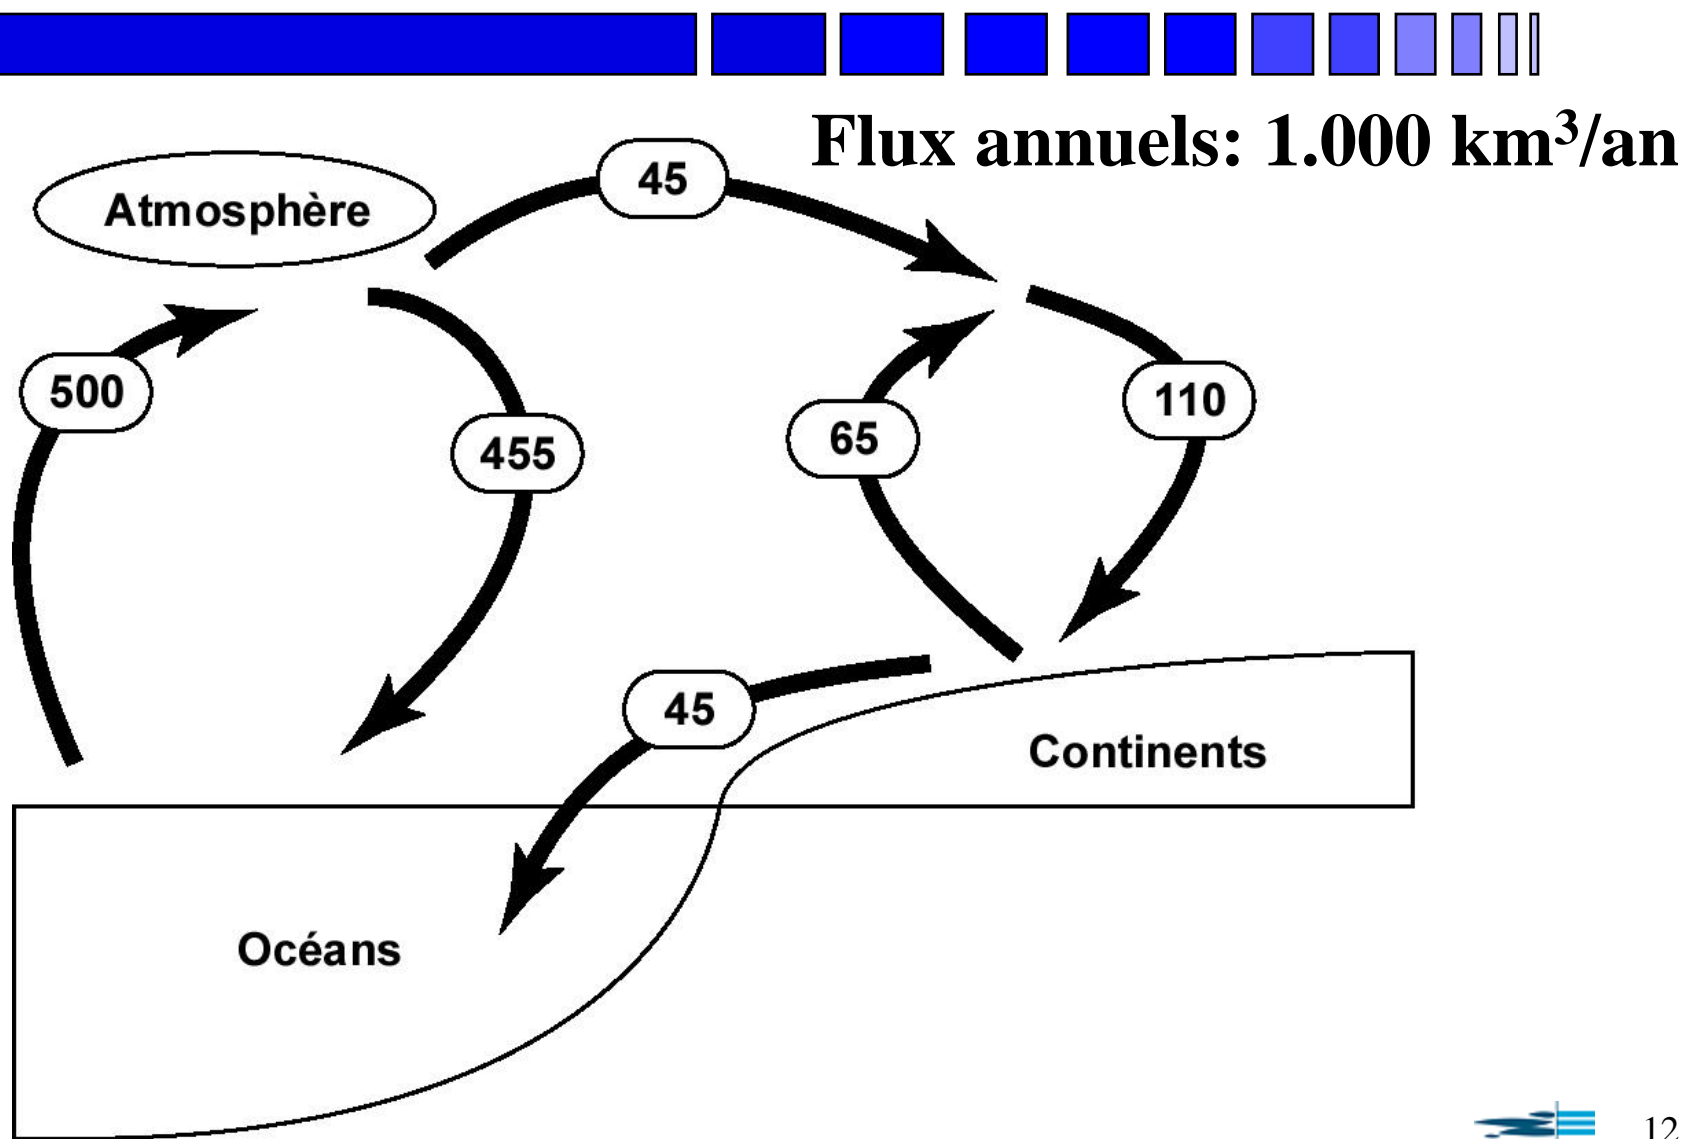 Flux annuels: 1.000 km³/an
Atmosphère
45
500
455
65
110
45
Continents
Océans
12